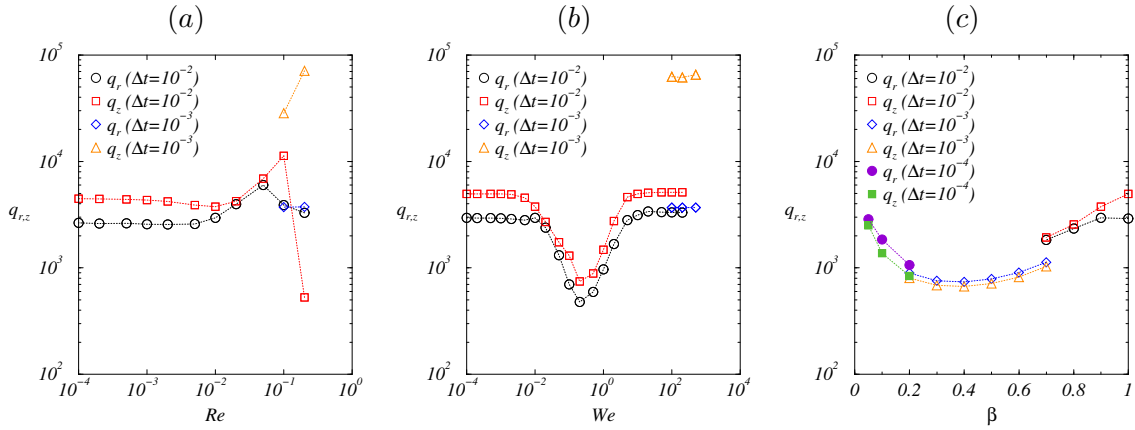 (a)
10^5
10^4
10^3
10^2
q_{r,z}
q_r (Δt=10^{-2})
q_z (Δt=10^{-2})
q_r (Δt=10^{-3})
q_z (Δt=10^{-3})
10^{-4} 10^{-3} 10^{-2} 10^{-1} 10^0
Re
(b)
10^5
10^4
10^3
10^2
q_{r,z}
q_r (Δt=10^{-2})
q_z (Δt=10^{-2})
q_r (Δt=10^{-3})
q_z (Δt=10^{-3})
10^{-4} 10^{-2} 10^0 10^2 10^4
We
(c)
10^5
10^4
10^3
10^2
q_{r,z}
q_r (Δt=10^{-2})
q_z (Δt=10^{-2})
q_r (Δt=10^{-3})
q_z (Δt=10^{-3})
q_r (Δt=10^{-4})
q_z (Δt=10^{-4})
0 0.2 0.4 0.6 0.8 1
β